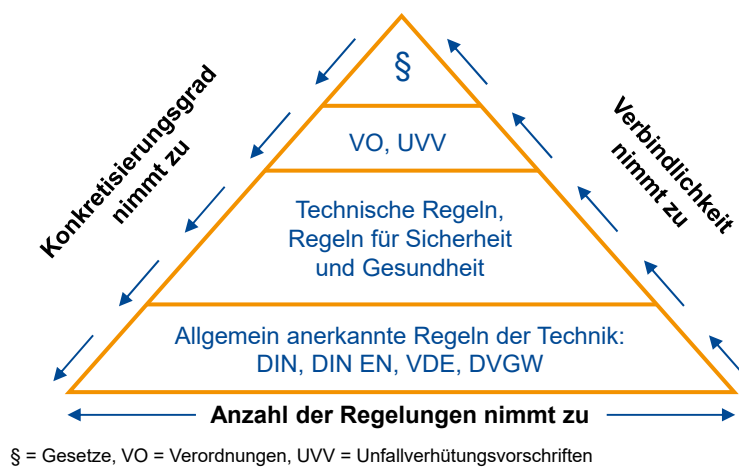 §
VO, UVV
Technische Regeln,
Regeln für Sicherheit
und Gesundheit
Allgemein anerkannte Regeln der Technik:
DIN, DIN EN, VDE, DVGW
Konkretisierungsgrad
nimmt zu
Verbindlichkeit
nimmt zu
Anzahl der Regelungen nimmt zu
§ = Gesetze, VO = Verordnungen, UVV = Unfallverhütungsvorschriften